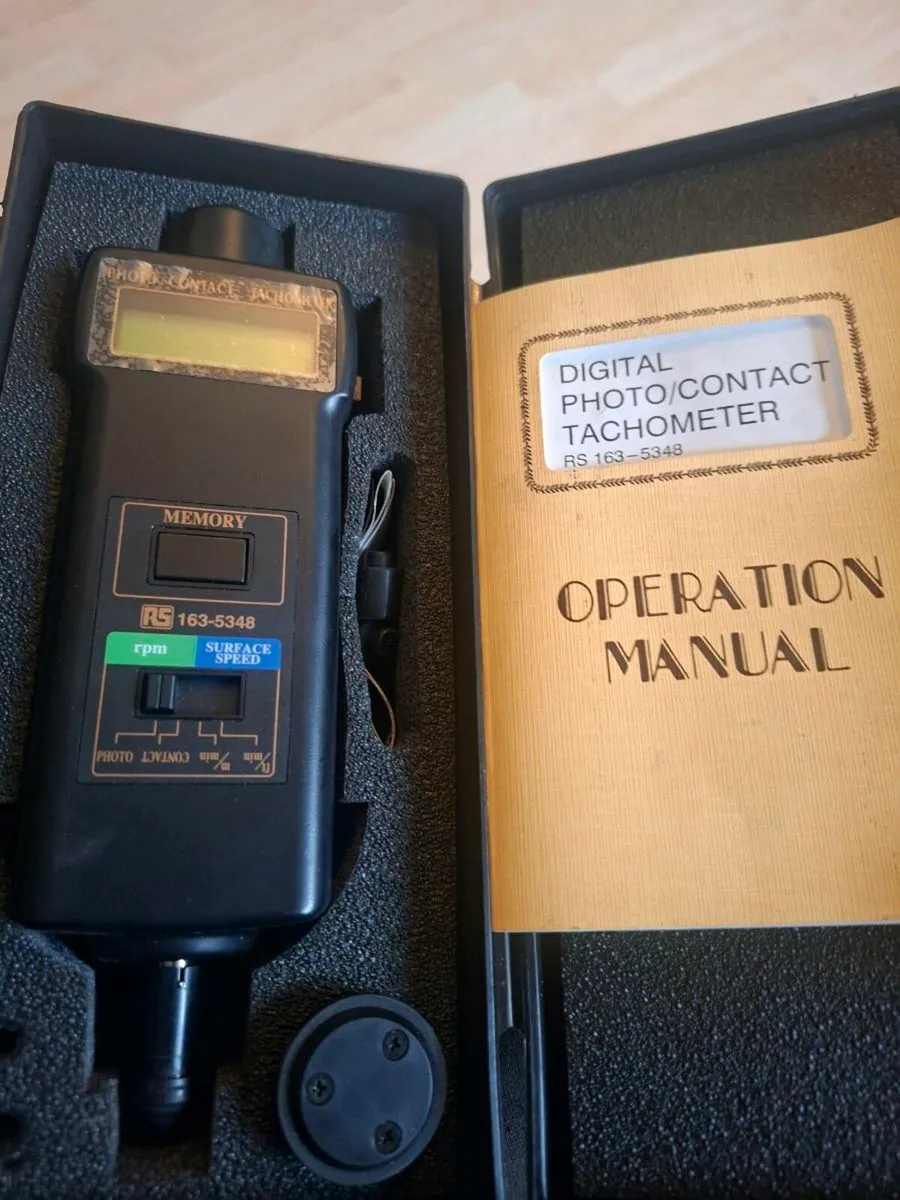 PHOTO CONTACT TACHOMETER
MEMORY
RS 163-5348
rpm
SURFACE
SPEED
PHOTO CONTACT m/min ft/min
DIGITAL
PHOTO/CONTACT
TACHOMETER
RS 163-5348
OPERATION
MANUAL